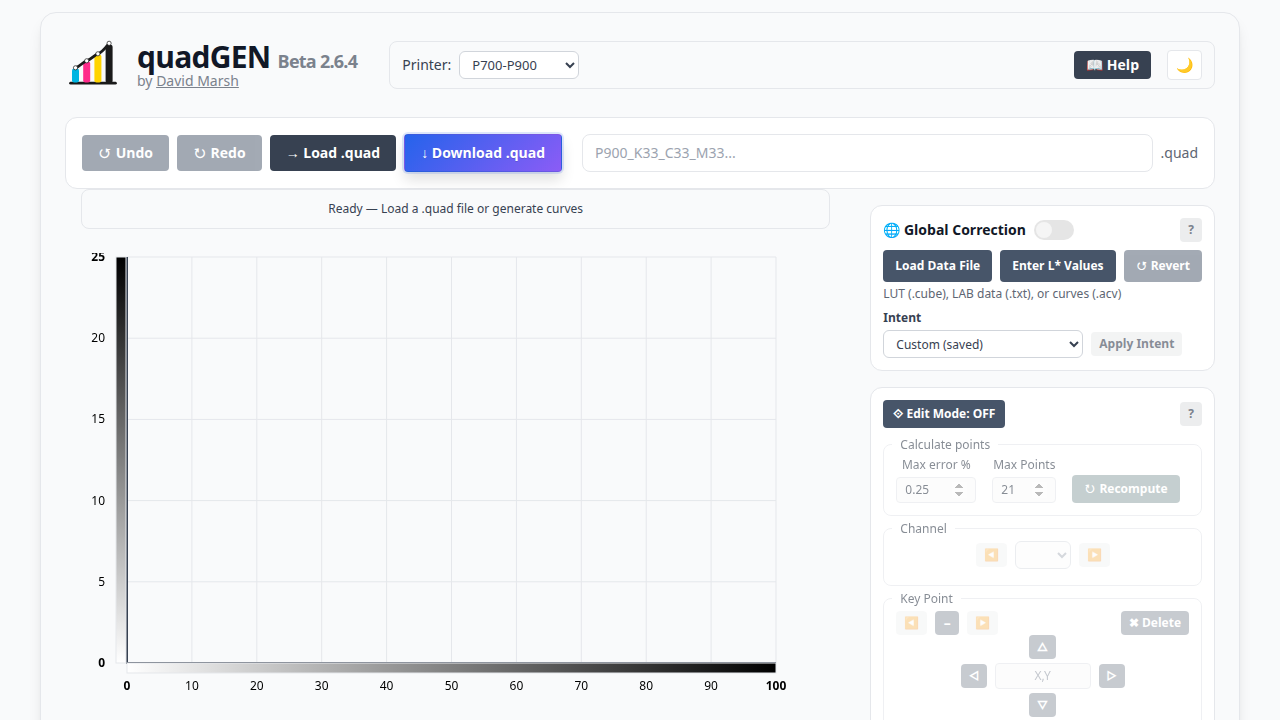 quadGEN Beta 2.6.4
by David Marsh
Printer: P700-P900
📖 Help
🌙
↺ Undo
↻ Redo
→ Load .quad
↓ Download .quad
P900_K33_C33_M33...
.quad
Ready — Load a .quad file or generate curves
25
20
15
10
5
0
0 10 20 30 40 50 60 70 80 90 100
🌐 Global Correction
?
Load Data File
Enter L* Values
↺ Revert
LUT (.cube), LAB data (.txt), or curves (.acv)
Intent
Custom (saved)
Apply Intent
⟐ Edit Mode: OFF
?
Calculate points
Max error % Max Points
0.25 21 ↻ Recompute
Channel
◀️ ▶️
Key Point
◀️ – ▶️ ✖ Delete
△
◁ X,Y ▷
▽